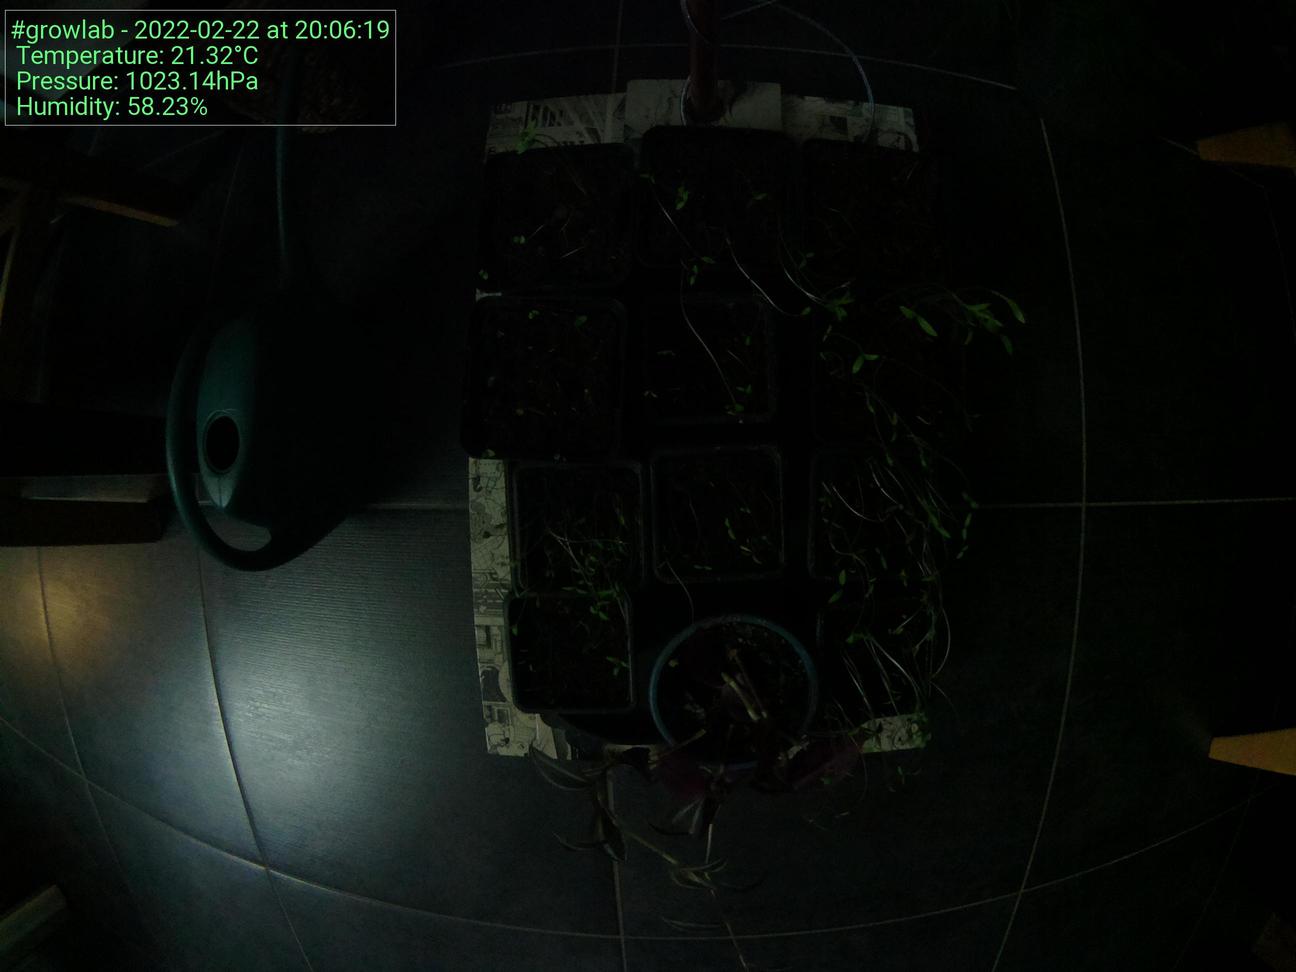 #growlab - 2022-02-22 at 20:06:19
Temperature: 21.32°C
Pressure: 1023.14hPa
Humidity: 58.23%